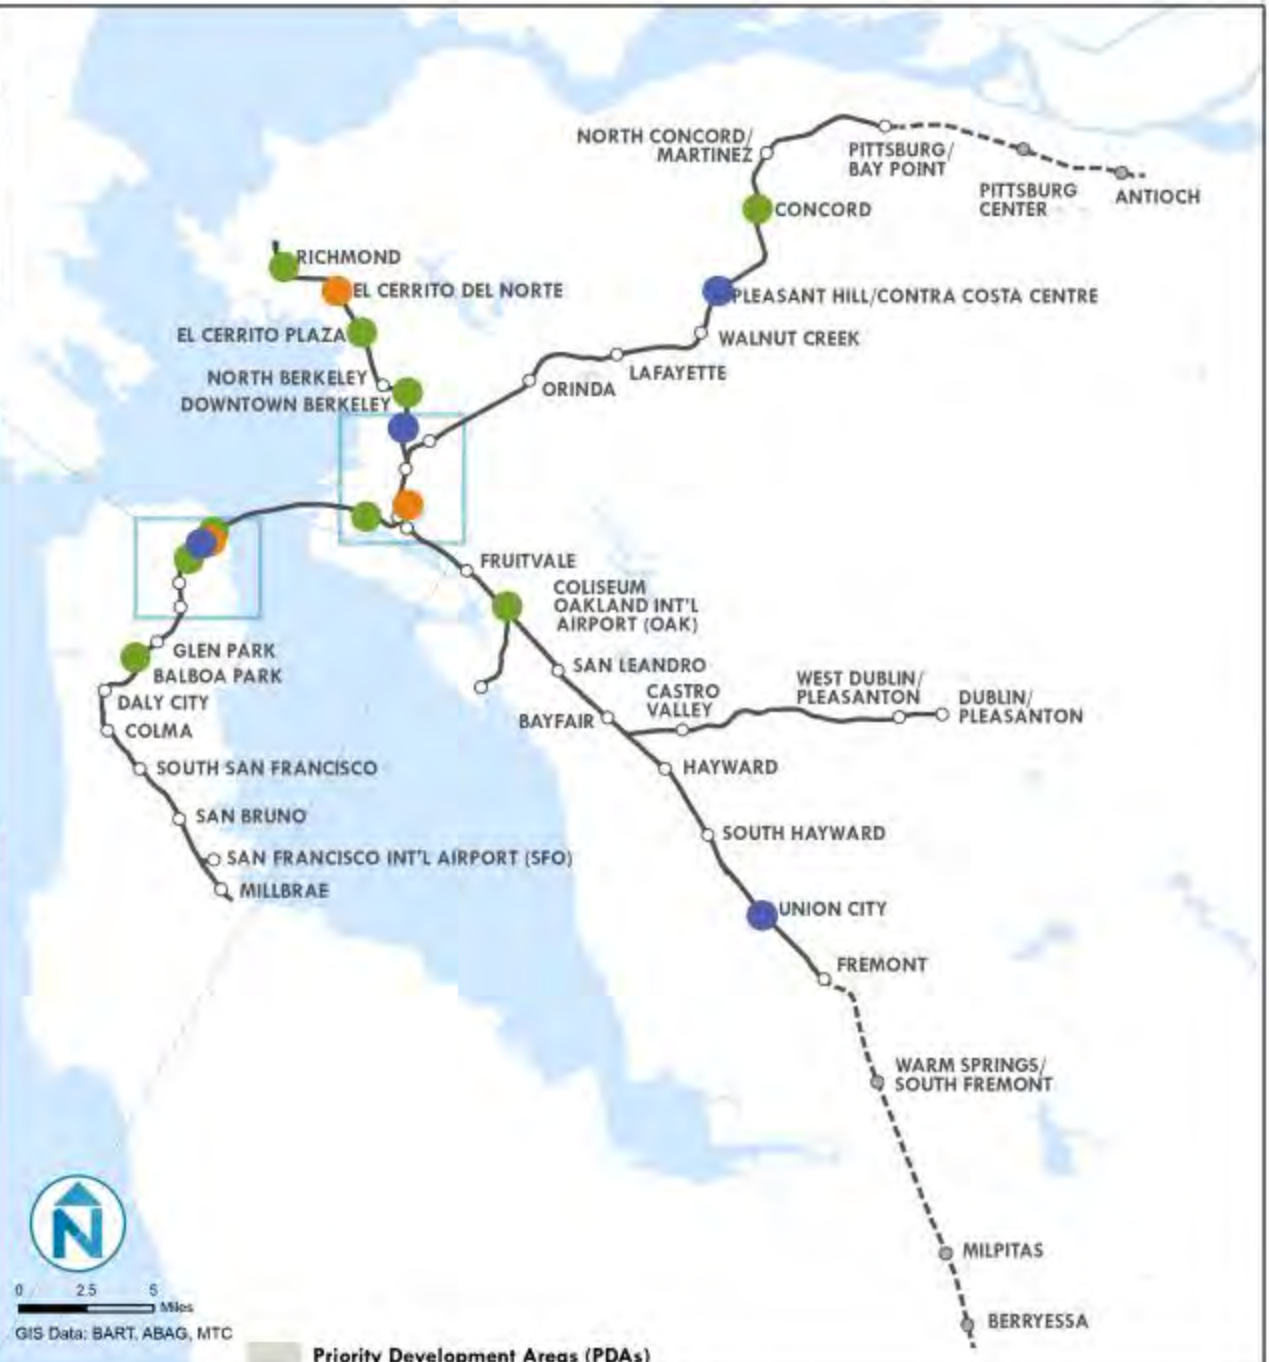 NORTH CONCORD/
MARTINEZ
PITTSBURG/
BAY POINT
PITTSBURG
CENTER
ANTIOCH
CONCORD
RICHMOND
EL CERRITO DEL NORTE
PLEASANT HILL/CONTRA COSTA CENTRE
EL CERRITO PLAZA
WALNUT CREEK
LAFAYETTE
NORTH BERKELEY
ORINDA
DOWNTOWN BERKELEY
FRUITVALE
COLISEUM
OAKLAND INT'L
AIRPORT (OAK)
GLEN PARK
BALBOA PARK
SAN LEANDRO
DALY CITY
CASTRO
VALLEY
WEST DUBLIN/
PLEASANTON
DUBLIN/
PLEASANTON
BAYFAIR
COLMA
SOUTH SAN FRANCISCO
HAYWARD
SAN BRUNO
SOUTH HAYWARD
SAN FRANCISCO INT'L AIRPORT (SFO)
MILLBRAE
UNION CITY
FREMONT
WARM SPRINGS/
SOUTH FREMONT
MILPITAS
BERRYESSA
N
0 2.5 5
Miles
GIS Data: BART, ABAG, MTC
Priority Development Areas (PDAs)